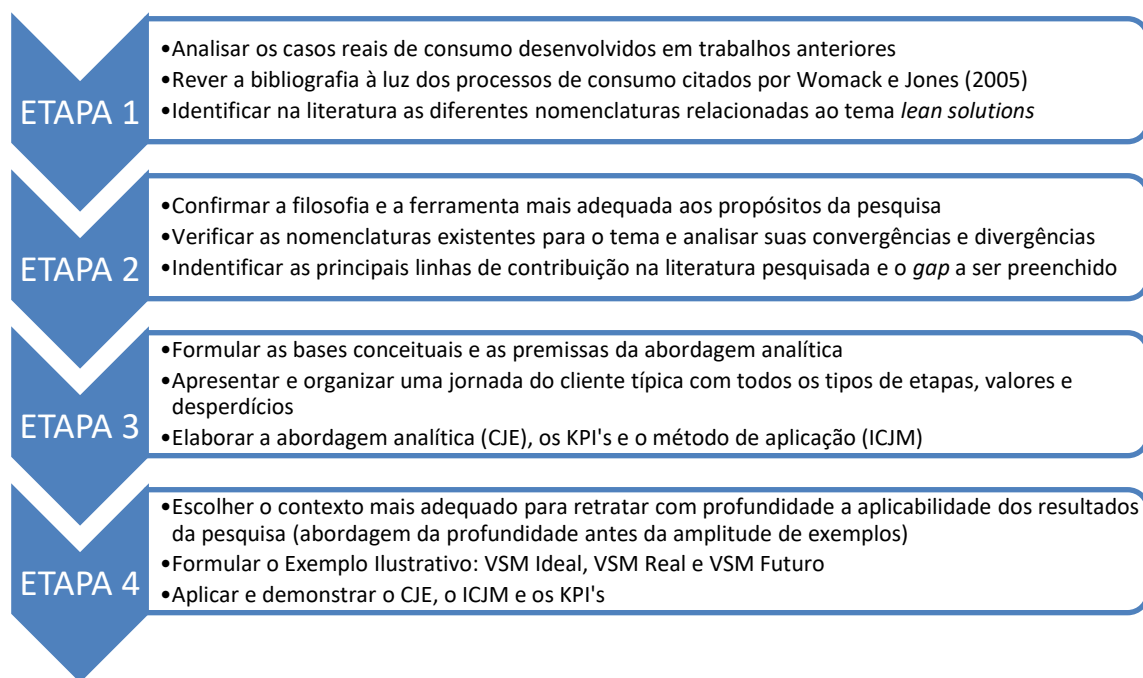 ETAPA 1
•Analisar os casos reais de consumo desenvolvidos em trabalhos anteriores
•Rever a bibliografia à luz dos processos de consumo citados por Womack e Jones (2005)
•Identificar na literatura as diferentes nomenclaturas relacionadas ao tema lean solutions
ETAPA 2
•Confirmar a filosofia e a ferramenta mais adequada aos propósitos da pesquisa
•Verificar as nomenclaturas existentes para o tema e analisar suas convergências e divergências
•Indentificar as principais linhas de contribuição na literatura pesquisada e o gap a ser preenchido
ETAPA 3
•Formular as bases conceituais e as premissas da abordagem analítica
•Apresentar e organizar uma jornada do cliente típica com todos os tipos de etapas, valores e
desperdícios
•Elaborar a abordagem analítica (CJE), os KPI's e o método de aplicação (ICJM)
ETAPA 4
•Escolher o contexto mais adequado para retratar com profundidade a aplicabilidade dos resultados
da pesquisa (abordagem da profundidade antes da amplitude de exemplos)
•Formular o Exemplo Ilustrativo: VSM Ideal, VSM Real e VSM Futuro
•Aplicar e demonstrar o CJE, o ICJM e os KPI's